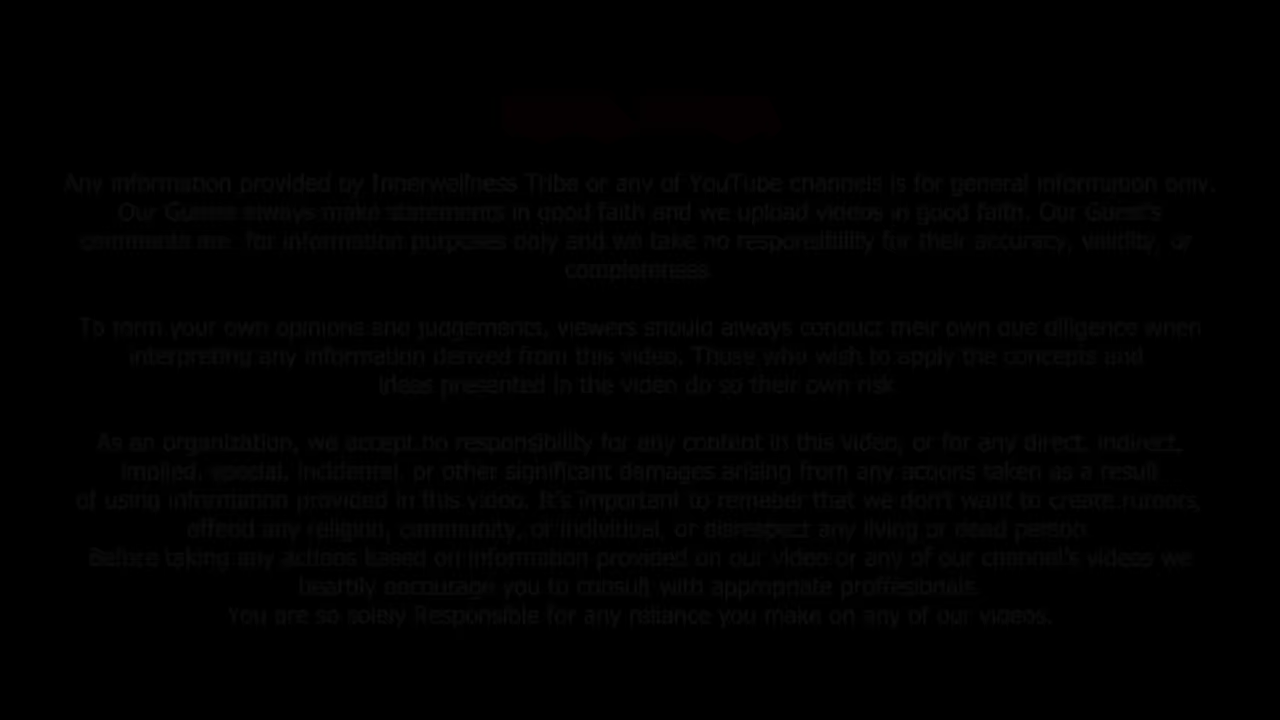 Any information provided by Innerwellness Tribe or any of YouTube channels is for general information only.
Our Guests always make statements in good faith and we upload videos in good faith. Our Guest's
comments are for information purposes only and we take no responsibility for their accuracy, validity, or
completeness
To form your own opinions and judgements, viewers should always conduct their own due diligence when
interpreting any information derived from this video. Those who wish to apply the concepts and
ideas presented in the video do so their own risk
As an organization, we accept no responsibility for any content in this video, or for any direct, indirect,
implied, special, incidental, or other significant damages arising from any actions taken as a result
of using information provided in this video. It's important to that we don't want to create rumors,
offend any religion, community, or individual, or disrespect any living or dead person
Before taking any actions based on information provided on our video or any of our channel's videos we
encourage you to consult with appropriate
You are so solely Responsible for any reliance you make on any of our videos.